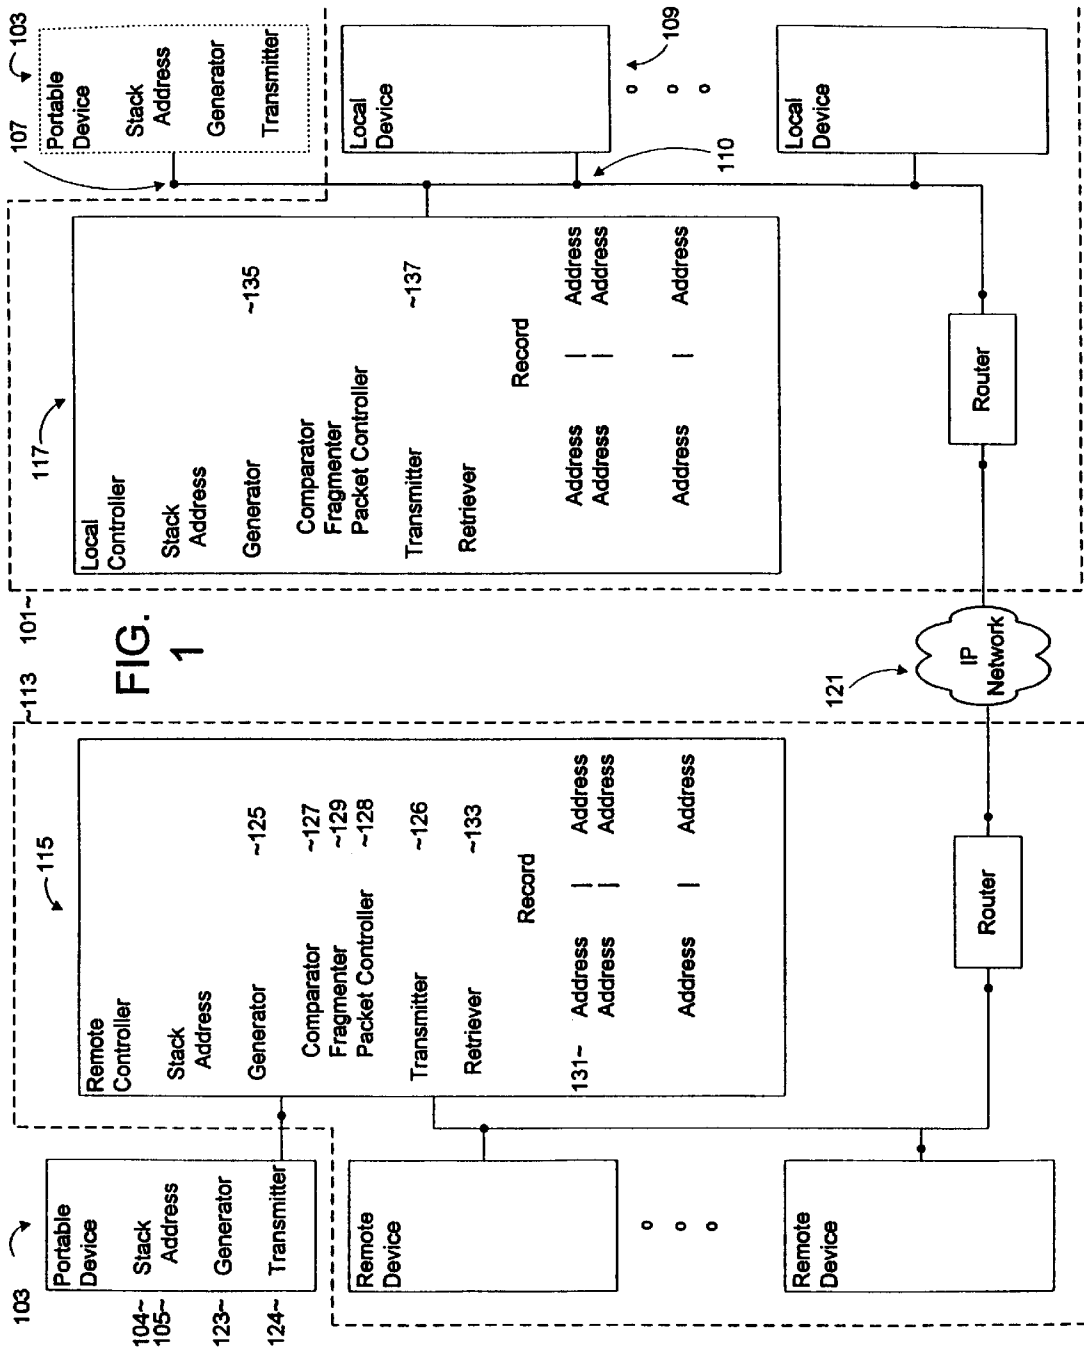 103
Portable
Device
104~
Stack
105~
Address
123~
Generator
124~
Transmitter
Remote
Device
o o o
Remote
Device
~113
115
Remote
Controller
Stack
Address
Generator ~125
Comparator ~127
Fragmenter ~129
Packet Controller ~128
Transmitter ~126
Retriever ~133
Record
131~ Address | Address
Address | Address
Address | Address
Router
FIG.
1
121
IP
Network
101~
117
Local
Controller
Stack
Address
Generator ~135
Comparator
Fragmenter
Packet Controller
Transmitter ~137
Retriever
Record
Address | Address
Address | Address
Address | Address
Router
107
103
Portable
Device
Stack
Address
Generator
Transmitter
110
109
Local
Device
o o o
Local
Device